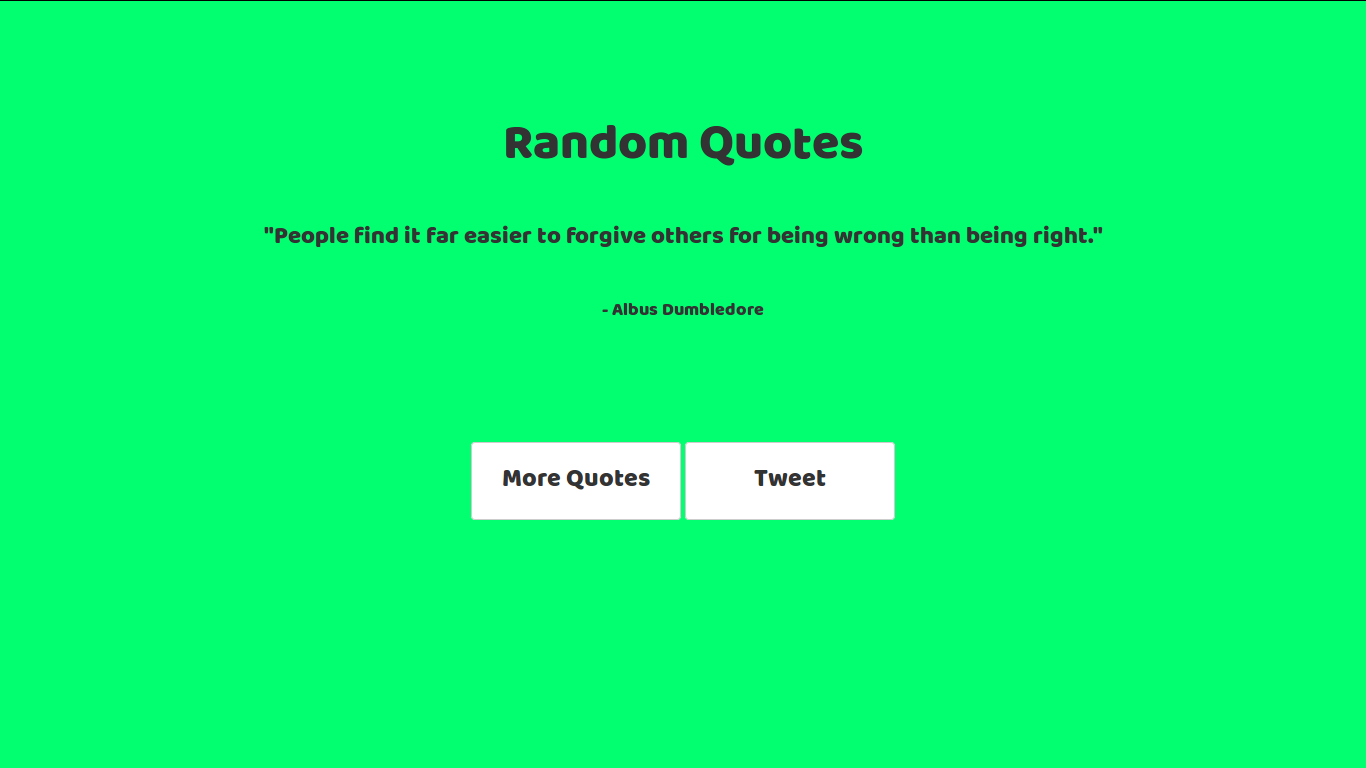 Random Quotes
"People find it far easier to forgive others for being wrong than being right."
- Albus Dumbledore
More Quotes
Tweet